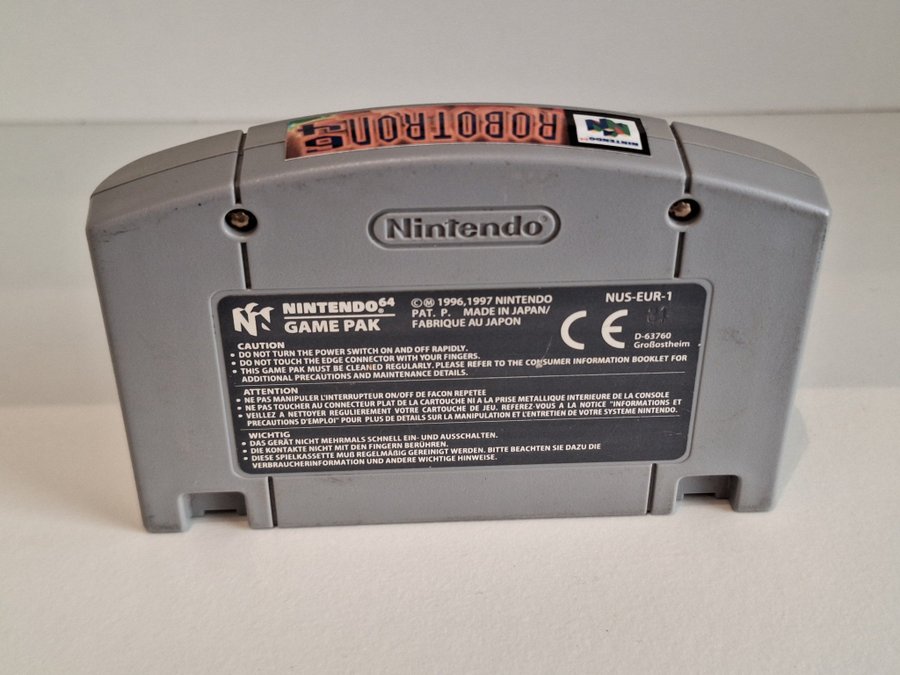 ROBOTRON
64
NINTENDO 64
Nintendo®
NINTENDO64
GAME PAK
©Ⓜ 1996,1997 NINTENDO
PAT. P. MADE IN JAPAN/
FABRIQUE AU JAPON
NUS-EUR-1
CE
D-63760
Großostheim
CAUTION
• DO NOT TURN THE POWER SWITCH ON AND OFF RAPIDLY.
• DO NOT TOUCH THE EDGE CONNECTOR WITH YOUR FINGERS.
• THIS GAME PAK MUST BE CLEANED REGULARLY. PLEASE REFER TO THE CONSUMER INFORMATION BOOKLET FOR
ADDITIONAL PRECAUTIONS AND MAINTENANCE DETAILS.
ATTENTION
• NE PAS MANIPULER L'INTERRUPTEUR ON/OFF DE FACON REPETEE
• NE PAS TOUCHER AU CONNECTEUR PLAT DE LA CARTOUCHE NI A LA PRISE METALLIQUE INTERIEURE DE LA CONSOLE
• VEILLEZ A NETTOYER REGULIEREMENT VOTRE CARTOUCHE DE JEU. REFEREZ-VOUS A LA NOTICE "INFORMATIONS ET
PRECAUTIONS D'EMPLOI" POUR PLUS DE DETAILS SUR LA MANIPULATION ET L'ENTRETIEN DE VOTRE SYSTEME NINTENDO.
WICHTIG
• DAS GERÄT NICHT MEHRMALS SCHNELL EIN- UND AUSSCHALTEN.
• DIE KONTAKTE NICHT MIT DEN FINGERN BERÜHREN.
• DIESE SPIELKASSETTE MUß REGELMÄßIG GEREINIGT WERDEN. BITTE BEACHTEN SIE DAZU DIE
VERBRAUCHERINFORMATION UND ANDERE WICHTIGE HINWEISE.